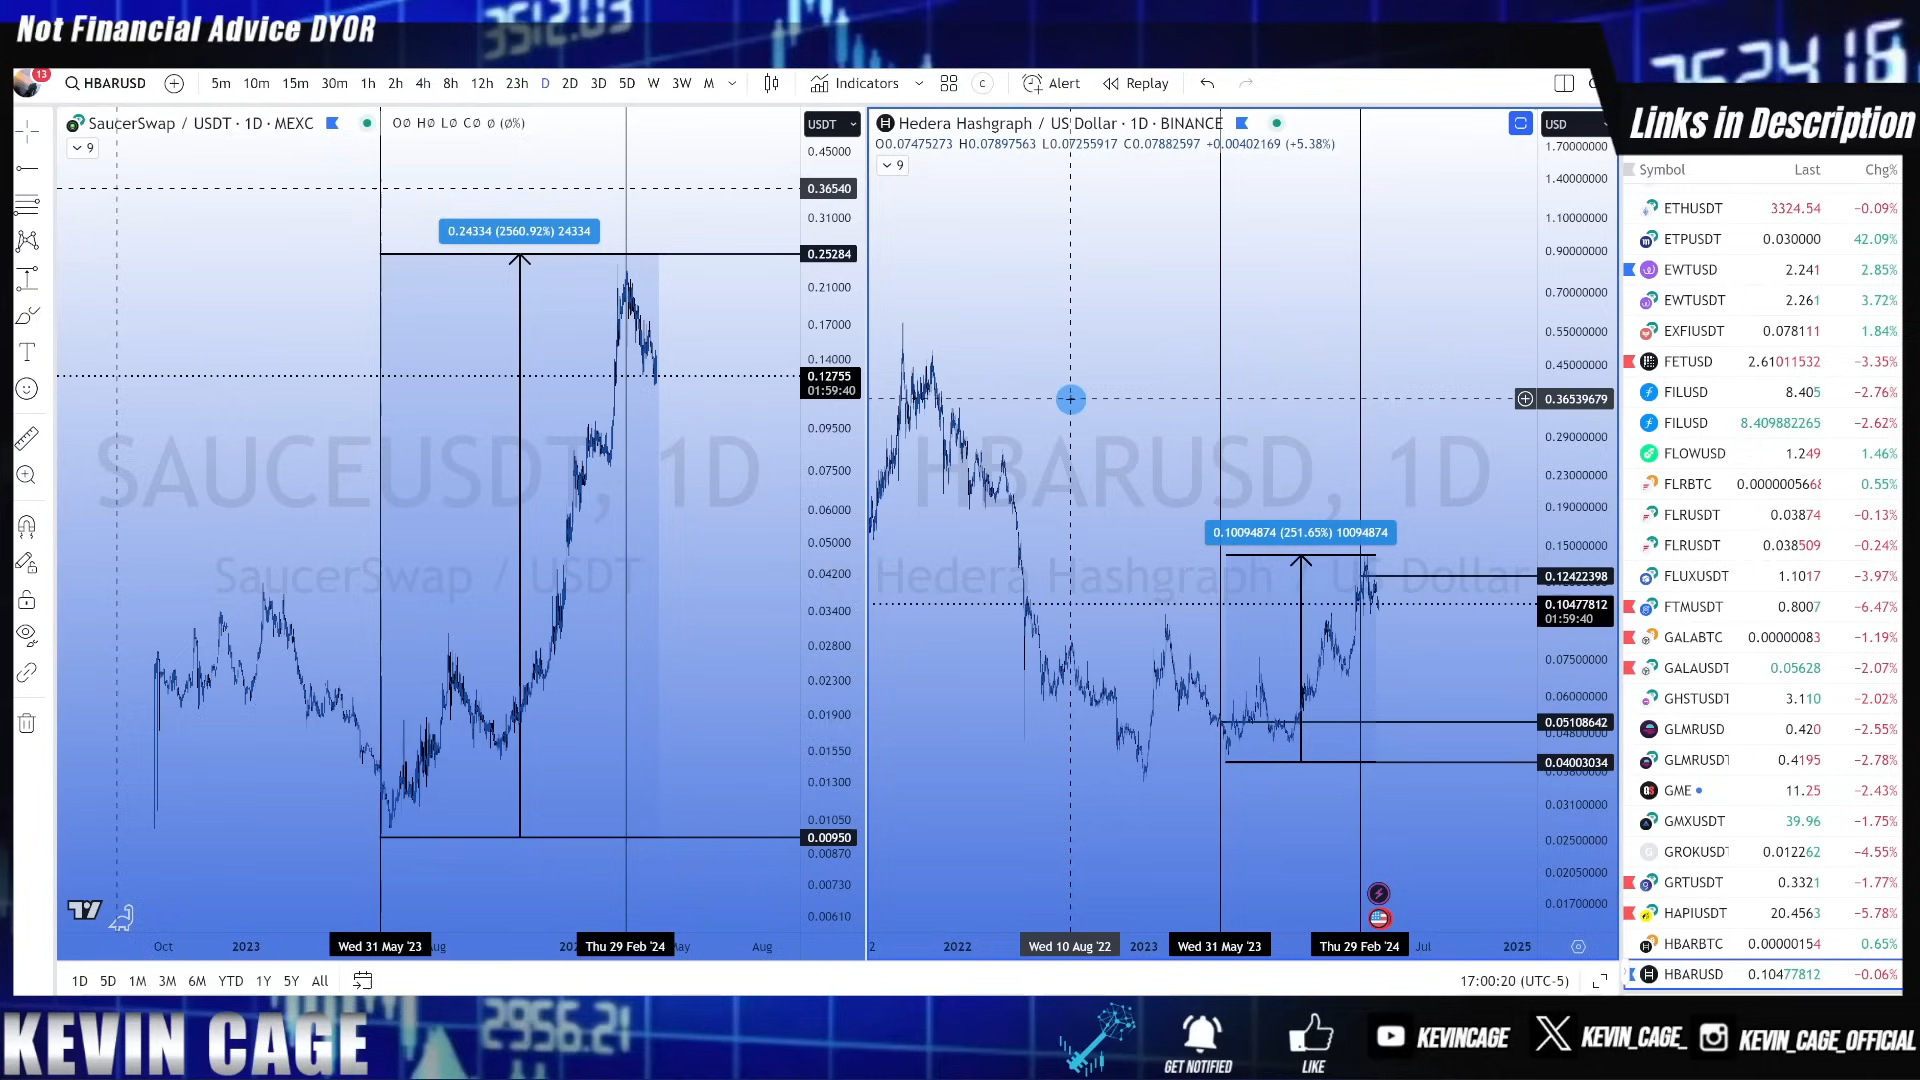 Not Financial Advice DYOR
3512.03
Links in Description
13
HBARUSD
5m 10m 15m 30m 1h 2h 4h 8h 12h 23h D 2D 3D 5D W 3W M
Indicators
Alert
Replay
SaucerSwap / USDT · 1D · MEXC
O∅ H∅ L∅ C∅ ∅ (∅%)
9
USDT
0.45000
0.36540
0.31000
0.25284
0.21000
0.17000
0.14000
0.12755
01:59:40
0.09500
0.07500
0.06000
0.05000
0.04200
0.03400
0.02800
0.02300
0.01900
0.01550
0.01300
0.01050
0.00950
0.00870
0.00730
0.00610
0.24334 (2560.92%) 24334
SAUCEUSDT, 1D
SaucerSwap / USDT
Oct 2023 Wed 31 May '23 Thu 29 Feb '24 Aug
Hedera Hashgraph / US Dollar · 1D · BINANCE
O0.07475273 H0.07897563 L0.07255917 C0.07882597 +0.00402169 (+5.38%)
9
USD
1.70000000
1.40000000
1.10000000
0.90000000
0.70000000
0.55000000
0.45000000
0.36539679
0.29000000
0.23000000
0.19000000
0.15000000
0.12422398
0.10477812
01:59:40
0.07500000
0.06000000
0.05108642
0.04003034
0.03100000
0.02500000
0.02050000
0.01700000
0.10094874 (251.65%) 10094874
HBARUSD, 1D
Hedera Hashgraph / US Dollar
2022 Wed 10 Aug '22 2023 Wed 31 May '23 Thu 29 Feb '24 Jul 2025
1D 5D 1M 3M 6M YTD 1Y 5Y All
17:00:20 (UTC-5)
Symbol Last Chg%
ETHUSDT 3324.54 −0.09%
ETPUSDT 0.030000 42.09%
EWTUSD 2.241 2.85%
EWTUSDT 2.261 3.72%
EXFIUSDT 0.078111 1.84%
FETUSD 2.61011532 −3.35%
FILUSD 8.405 −2.76%
FILUSD 8.409882265 −2.62%
FLOWUSD 1.249 1.46%
FLRBTC 0.0000005668 0.55%
FLRUSDT 0.03874 −0.13%
FLRUSDT 0.038509 −0.24%
FLUXUSDT 1.1017 −3.97%
FTMUSDT 0.8007 −6.47%
GALABTC 0.00000083 −1.19%
GALAUSDT 0.05628 −2.07%
GHSTUSDT 3.110 −2.02%
GLMRUSD 0.420 −2.55%
GLMRUSDT 0.4195 −2.78%
GME 11.25 −2.43%
GMXUSDT 39.96 −1.75%
GROKUSDT 0.012262 −4.55%
GRTUSDT 0.3321 −1.77%
HAPIUSDT 20.4563 −5.78%
HBARBTC 0.00000154 0.65%
HBARUSD 0.10477812 −0.06%
KEVIN CAGE
2956.21
GET NOTIFIED
LIKE
KEVINCAGE
KEVIN_CAGE_
KEVIN_CAGE_OFFICIAL